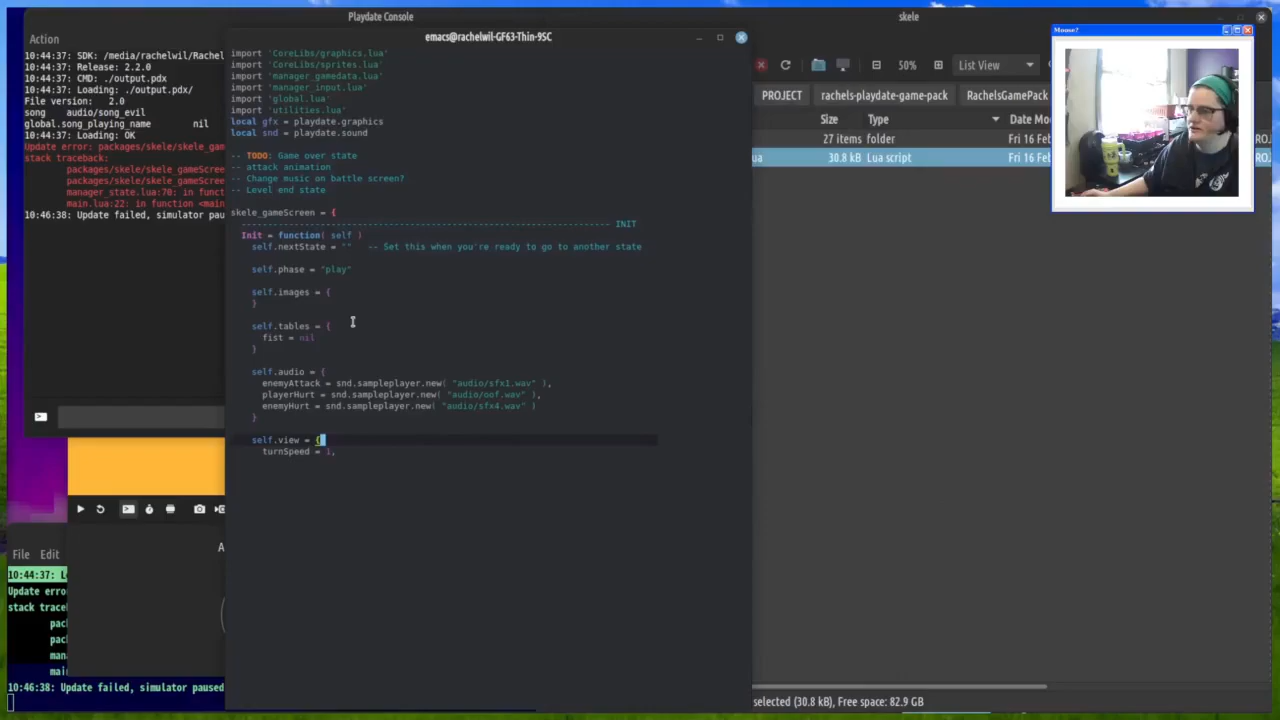 Playdate Console
skele
Action
10:44:37: SDK: /media/rachelwil/Rachel
10:44:37: Release: 2.2.0
10:44:37: CMD: ./output.pdx
10:44:37: Loading: ./output.pdx/
File version: 2.0
song audio/song_evil
global.song_playing_name nil
10:44:37: Loading: OK
Update error: packages/skele/skele_gam
stack traceback:
packages/skele/skele_gameScree
packages/skele/skele_gameScree
manager_state.lua:70: in funct
main.lua:22: in function <main
10:46:38: Update failed, simulator pause
File Edit
10:44:37: L
Update erro
stack trace
pac
pac
man
mai
10:46:38: Update failed, simulator paused
A
emacs@rachelwil-GF63-Thin-9SC
import 'CoreLibs/graphics.lua'
import 'CoreLibs/sprites.lua'
import 'manager_gamedata.lua'
import 'manager_input.lua'
import 'global.lua'
import 'utilities.lua'
local gfx = playdate.graphics
local snd = playdate.sound
-- TODO: Game over state
-- attack animation
-- Change music on battle screen?
-- Level end state
skele_gameScreen = {
---------------------------------------------------------------------- INIT
Init = function( self )
self.nextState = "" -- Set this when you're ready to go to another state
self.phase = "play"
self.images = {
}
self.tables = {
fist = nil
}
self.audio = {
enemyAttack = snd.sampleplayer.new( "audio/sfx1.wav" ),
playerHurt = snd.sampleplayer.new( "audio/oof.wav" ),
enemyHurt = snd.sampleplayer.new( "audio/sfx4.wav" )
}
self.view = {
turnSpeed = 1,
50% List View
PROJECT rachels-playdate-game-pack RachelsGamePack
Size Type Date Mo
27 items folder Fri 16 Feb
ua 30.8 kB Lua script Fri 16 Feb
Moose?
selected (30.8 kB), Free space: 82.9 GB